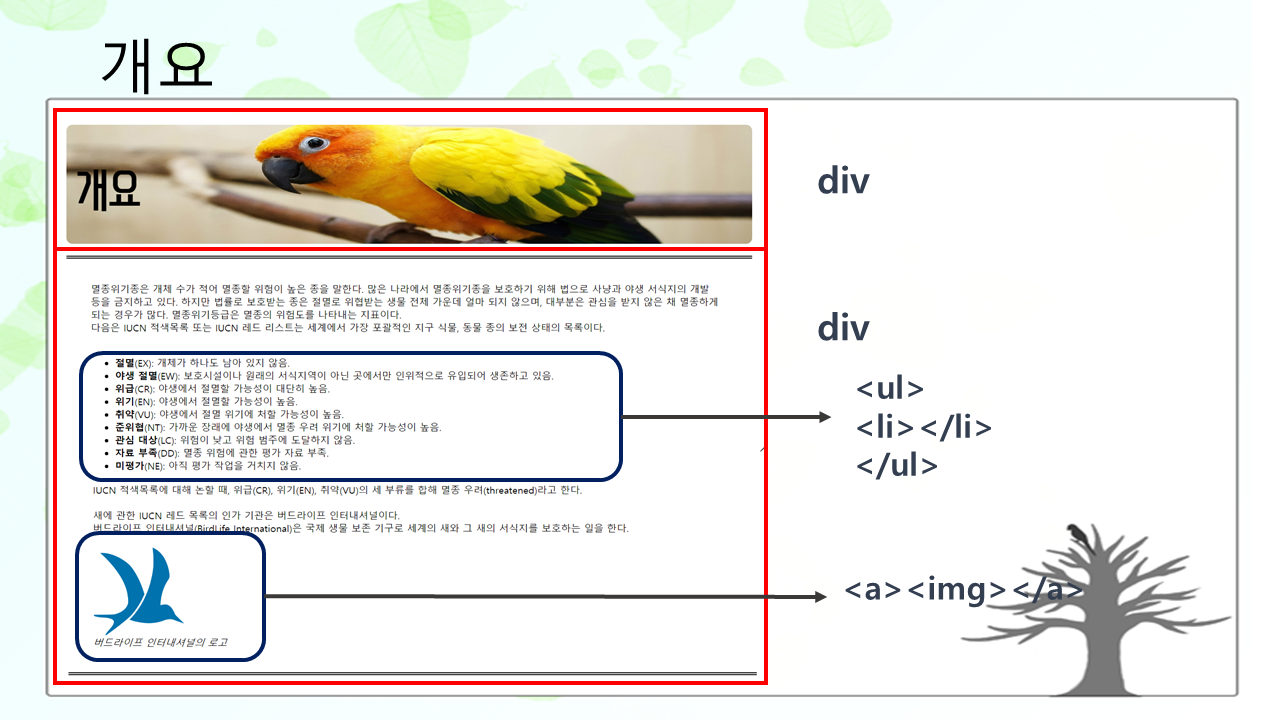 개요
개요
div
멸종위기종은 개체 수가 적어 멸종할 위험이 높은 종을 말한다. 많은 나라에서 멸종위기종을 보호하기 위해 법으로 사냥과 야생 서식지의 개발
등을 금지하고 있다. 하지만 법률로 보호받는 종은 절멸로 위협받는 생물 전체 가운데 얼마 되지 않으며, 대부분은 관심을 받지 않은 채 멸종하게
되는 경우가 많다. 멸종위기등급은 멸종의 위험도를 나타내는 지표이다.
다음은 IUCN 적색목록 또는 IUCN 레드 리스트는 세계에서 가장 포괄적인 지구 식물, 동물 종의 보전 상태의 목록이다.
div
• 절멸(EX): 개체가 하나도 남아 있지 않음.
• 야생 절멸(EW): 보호시설이나 원래의 서식지역이 아닌 곳에서만 인위적으로 유입되어 생존하고 있음.
• 위급(CR): 야생에서 절멸할 가능성이 대단히 높음.
• 위기(EN): 야생에서 절멸할 가능성이 높음.
• 취약(VU): 야생에서 절멸 위기에 처할 가능성이 높음.
• 준위협(NT): 가까운 장래에 야생에서 멸종 우려 위기에 처할 가능성이 높음.
• 관심 대상(LC): 위험이 낮고 위험 범주에 도달하지 않음.
• 자료 부족(DD): 멸종 위험에 관한 평가 자료 부족.
• 미평가(NE): 아직 평가 작업을 거치지 않음.
<ul>
<li></li>
</ul>
IUCN 적색목록에 대해 논할 때, 위급(CR), 위기(EN), 취약(VU)의 세 부류를 합해 멸종 우려(threatened)라고 한다.
새에 관한 IUCN 레드 목록의 인가 기관은 버드라이프 인터내셔널이다.
버드라이프 인터내셔널(BirdLife International)은 국제 생물 보존 기구로 세계의 새와 그 새의 서식지를 보호하는 일을 한다.
<a><img></a>
버드라이프 인터내셔널의 로고